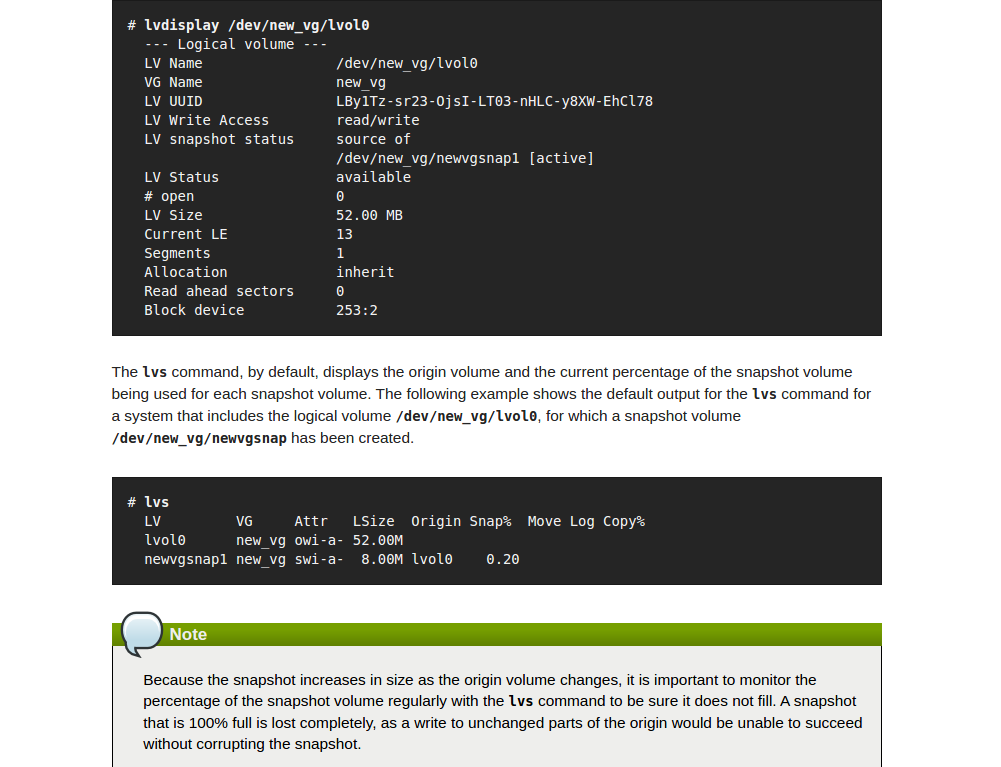 # lvdisplay /dev/new_vg/lvol0
  --- Logical volume ---
  LV Name                /dev/new_vg/lvol0
  VG Name                new_vg
  LV UUID                LBy1Tz-sr23-OjsI-LT03-nHLC-y8XW-EhCl78
  LV Write Access        read/write
  LV snapshot status     source of
                         /dev/new_vg/newvgsnap1 [active]
  LV Status              available
  # open                 0
  LV Size                52.00 MB
  Current LE             13
  Segments               1
  Allocation             inherit
  Read ahead sectors     0
  Block device           253:2
The lvs command, by default, displays the origin volume and the current percentage of the snapshot volume
being used for each snapshot volume. The following example shows the default output for the lvs command for
a system that includes the logical volume /dev/new_vg/lvol0, for which a snapshot volume
/dev/new_vg/newvgsnap has been created.
# lvs
  LV         VG     Attr   LSize  Origin Snap%  Move Log Copy%
  lvol0      new_vg owi-a- 52.00M
  newvgsnap1 new_vg swi-a-  8.00M lvol0    0.20
Note
Because the snapshot increases in size as the origin volume changes, it is important to monitor the
percentage of the snapshot volume regularly with the lvs command to be sure it does not fill. A snapshot
that is 100% full is lost completely, as a write to unchanged parts of the origin would be unable to succeed
without corrupting the snapshot.